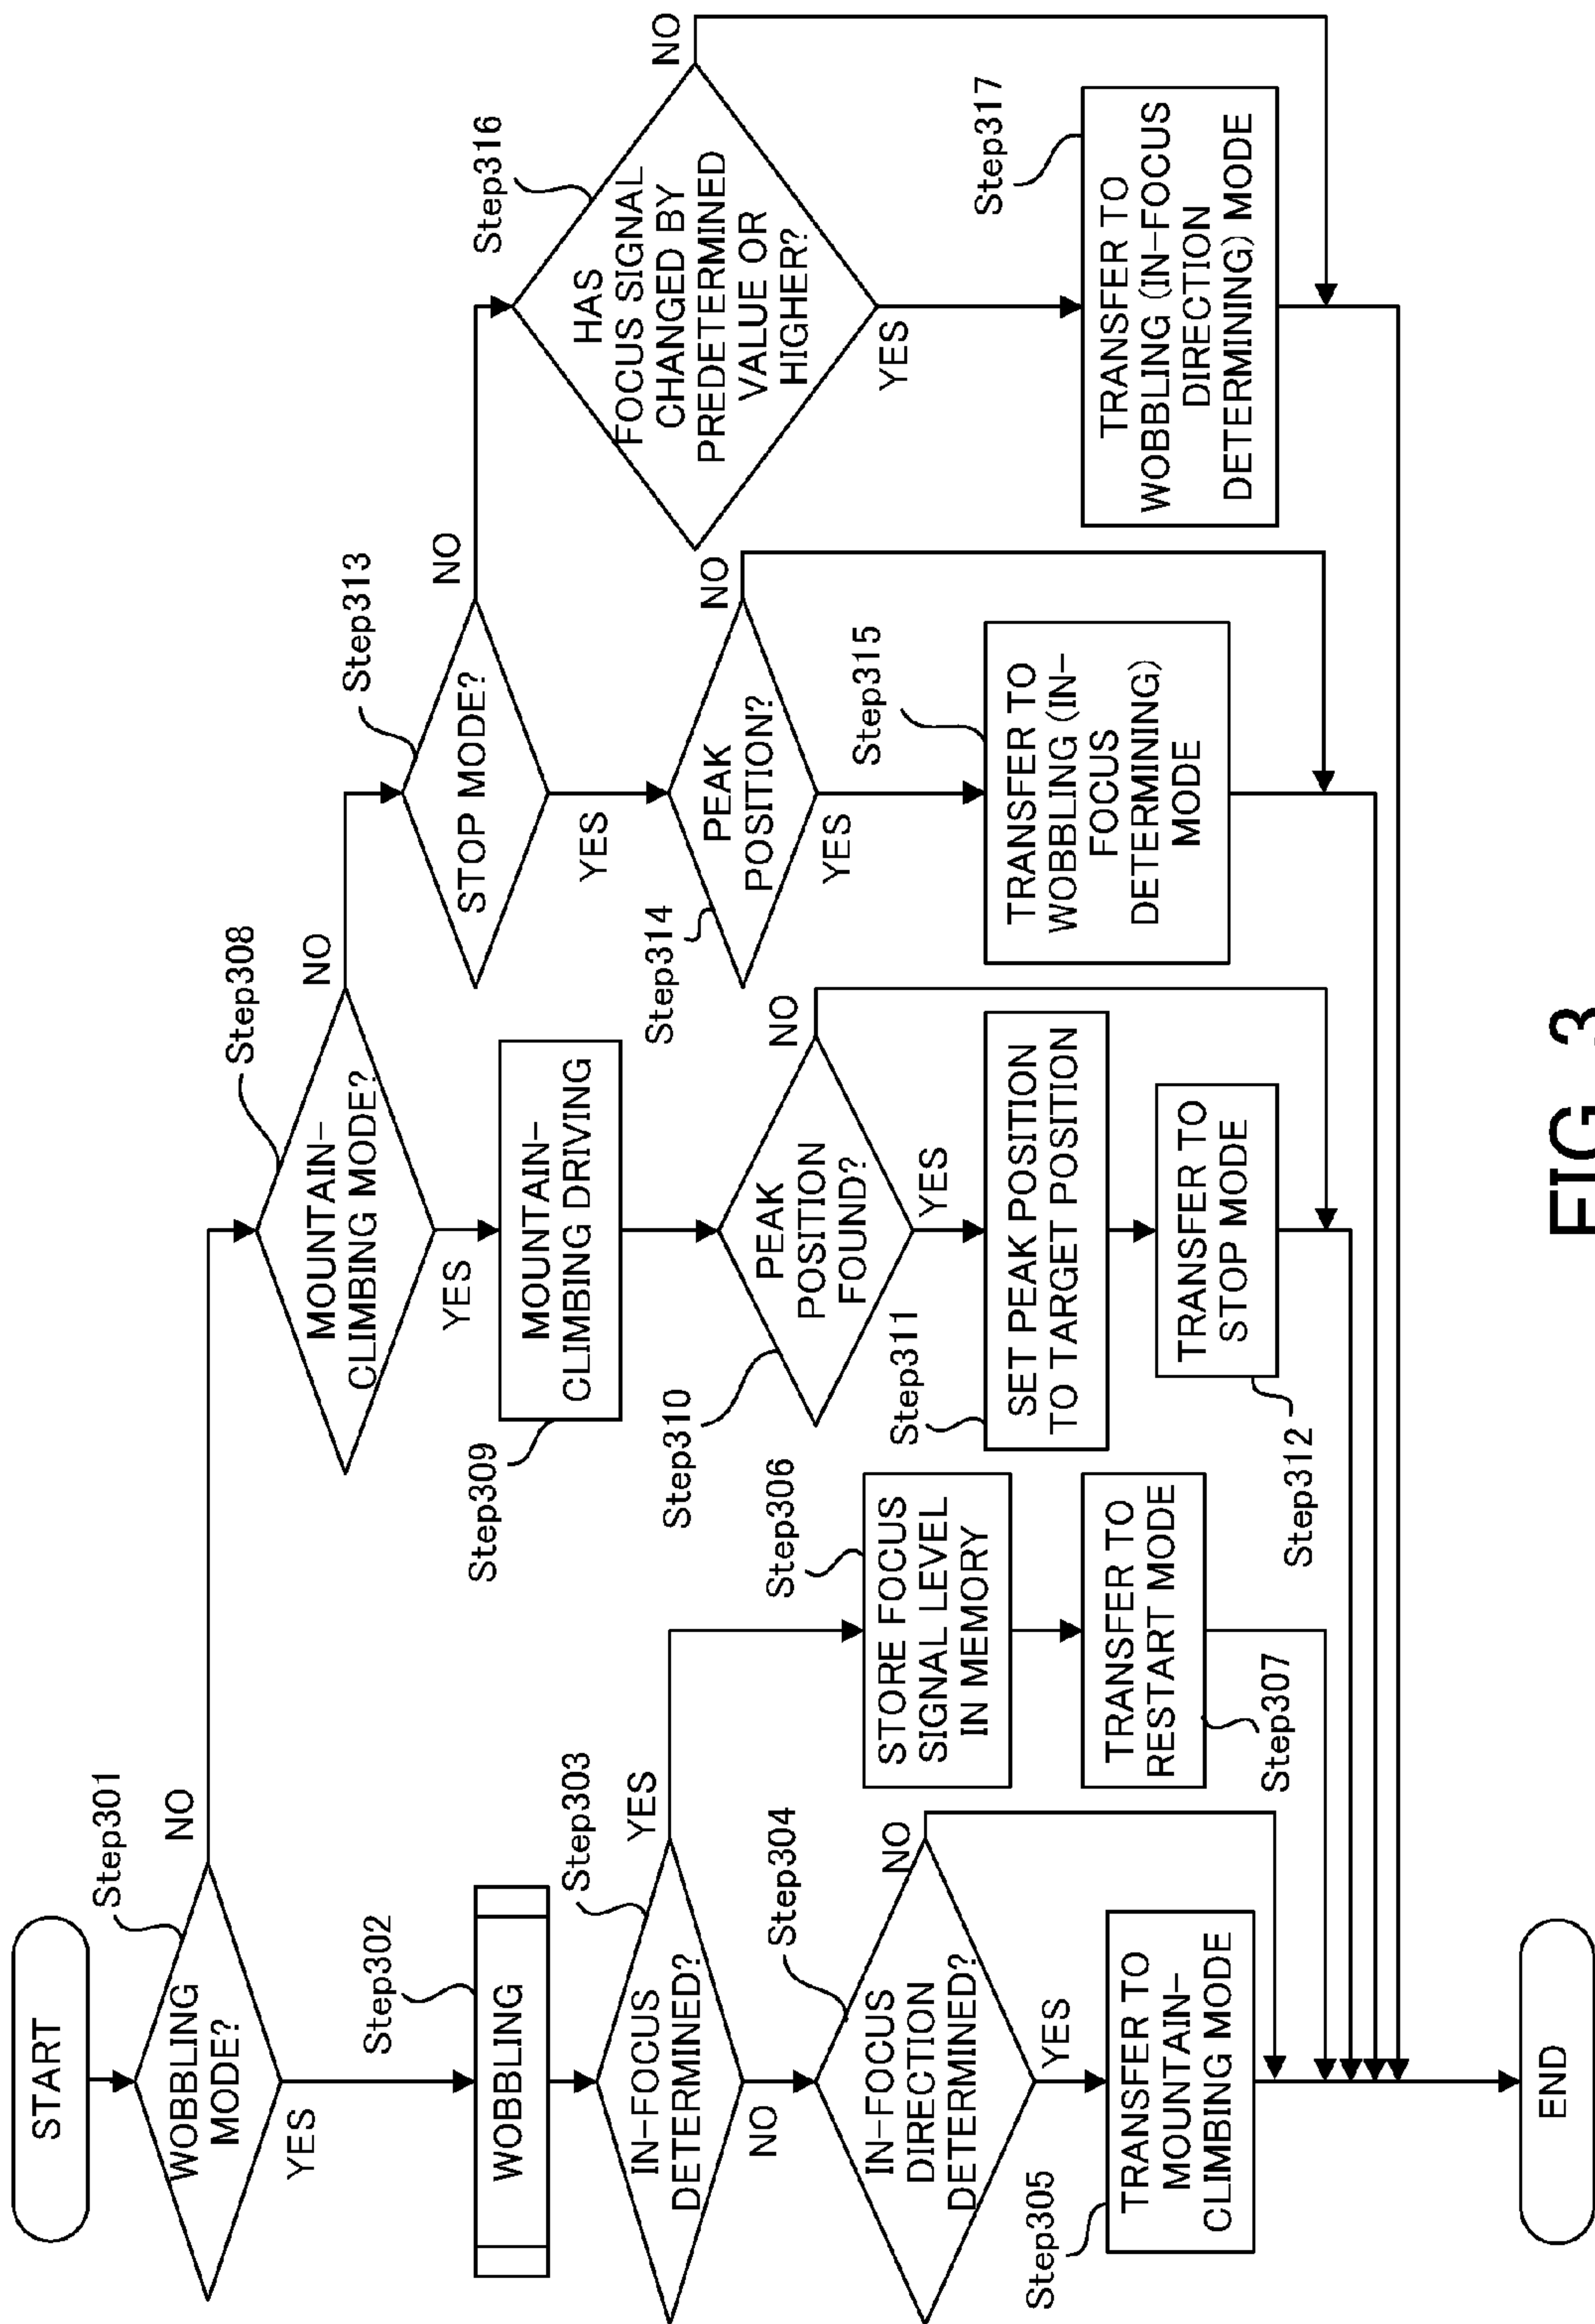 START
Step301
WOBBLING
MODE?
NO
YES
Step302
WOBBLING
Step303
IN-FOCUS
DETERMINED?
YES
NO
Step304
IN-FOCUS
DIRECTION
DETERMINED?
NO
YES
Step305
TRANSFER TO
MOUNTAIN-
CLIMBING MODE
Step306
STORE FOCUS
SIGNAL LEVEL
IN MEMORY
TRANSFER TO
RESTART MODE
Step307
Step308
MOUNTAIN-
CLIMBING MODE?
NO
YES
Step309
MOUNTAIN-
CLIMBING DRIVING
Step310
PEAK
POSITION
FOUND?
NO
YES
Step311
SET PEAK POSITION
TO TARGET POSITION
TRANSFER TO
STOP MODE
Step312
Step313
STOP MODE?
NO
YES
Step314
PEAK
POSITION?
NO
YES
Step315
TRANSFER TO
WOBBLING (IN-
FOCUS
DETERMINING)
MODE
Step316
HAS
FOCUS SIGNAL
CHANGED BY
PREDETERMINED
VALUE OR
HIGHER?
NO
YES
Step317
TRANSFER TO
WOBBLING (IN-FOCUS
DIRECTION
DETERMINING) MODE
END
FIG. 3